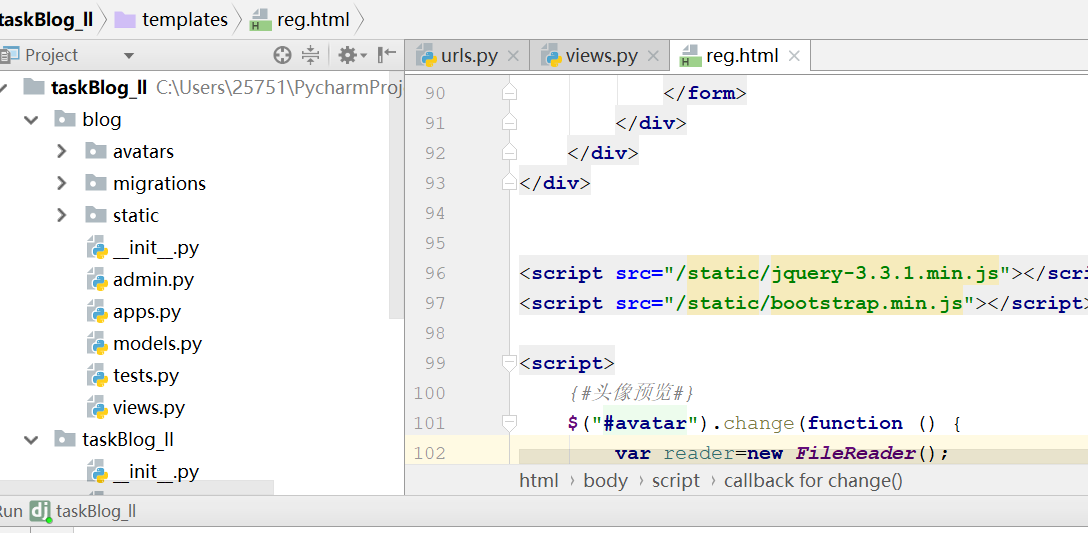 taskBlog_ll templates reg.html
Project
urls.py views.py reg.html
taskBlog_ll C:\Users\25751\PycharmProj
blog
avatars
migrations
static
__init__.py
admin.py
apps.py
models.py
tests.py
views.py
taskBlog_ll
__init__.py
90 </form>
91 </div>
92 </div>
93 </div>
94
95
96 <script src="/static/jquery-3.3.1.min.js"></scri
97 <script src="/static/bootstrap.min.js"></script>
98
99 <script>
100 {#头像预览#}
101 $("#avatar").change(function () {
102 var reader=new FileReader();
html › body › script › callback for change()
Run dj taskBlog_ll